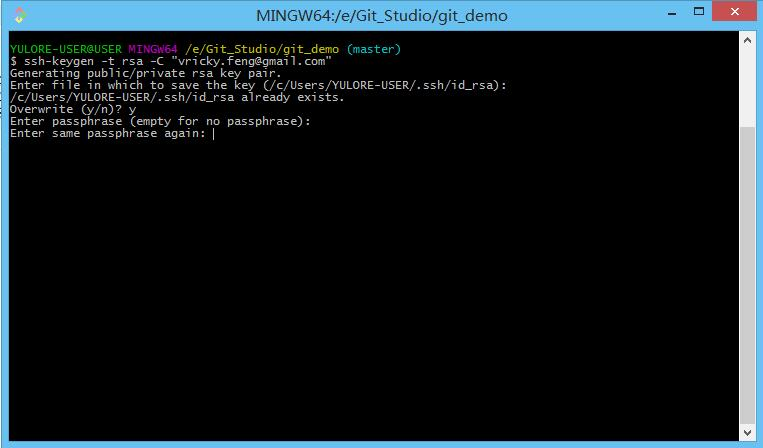 MINGW64:/e/Git_Studio/git_demo
YULORE-USER@USER MINGW64 /e/Git_Studio/git_demo (master)
$ ssh-keygen -t rsa -C "vricky.feng@gmail.com"
Generating public/private rsa key pair.
Enter file in which to save the key (/c/Users/YULORE-USER/.ssh/id_rsa):
/c/Users/YULORE-USER/.ssh/id_rsa already exists.
Overwrite (y/n)? y
Enter passphrase (empty for no passphrase):
Enter same passphrase again: